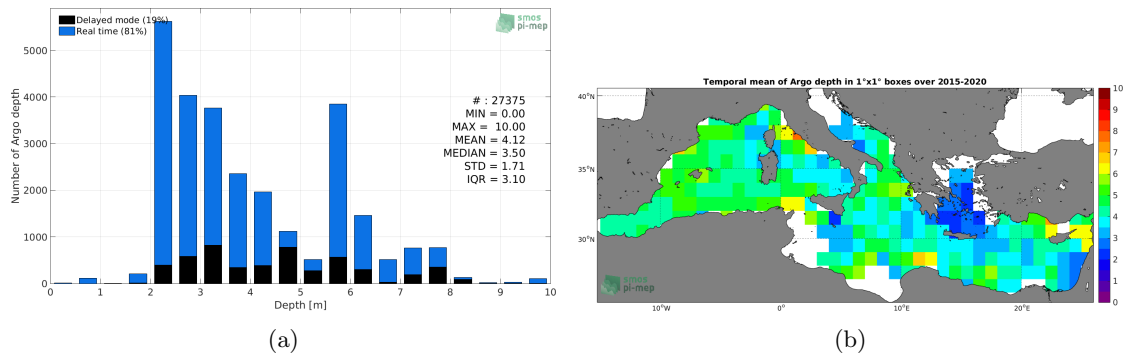 Delayed mode (19%)
Real time (81%)
smos
pi-mep
# : 27375
MIN = 0.00
MAX = 10.00
MEAN = 4.12
MEDIAN = 3.50
STD = 1.71
IQR = 3.10
Number of Argo depth
5000
4000
3000
2000
1000
0
0 1 2 3 4 5 6 7 8 9 10
Depth [m]
(a)
Temporal mean of Argo depth in 1°x1° boxes over 2015-2020
40°N
35°N
30°N
10°W 0° 10°E 20°E
smos
pi-mep
10
9
8
7
6
5
4
3
2
1
0
(b)